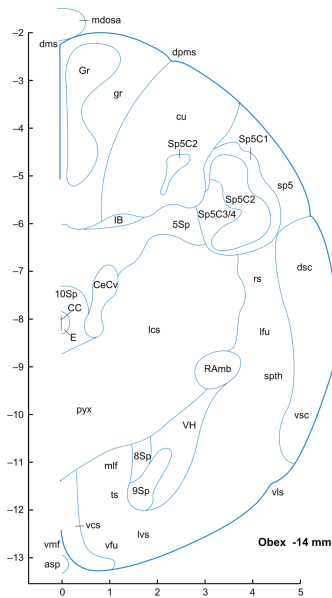 mdosa
–2
dms
dpms
Gr
–3
gr
–4
cu
Sp5C2
Sp5C1
–5
Sp5C2
sp5
Sp5C3/4
IB
5Sp
–6
dsc
–7
CeCv
rs
10Sp
CC
–8
E
lcs
lfu
–9
RAmb
spth
pyx
–10
VH
vsc
8Sp
–11
mlf
ts
9Sp
vls
–12
vcs
lvs
vmf
vfu
Obex -14 mm
asp
–13
0 1 2 3 4 5